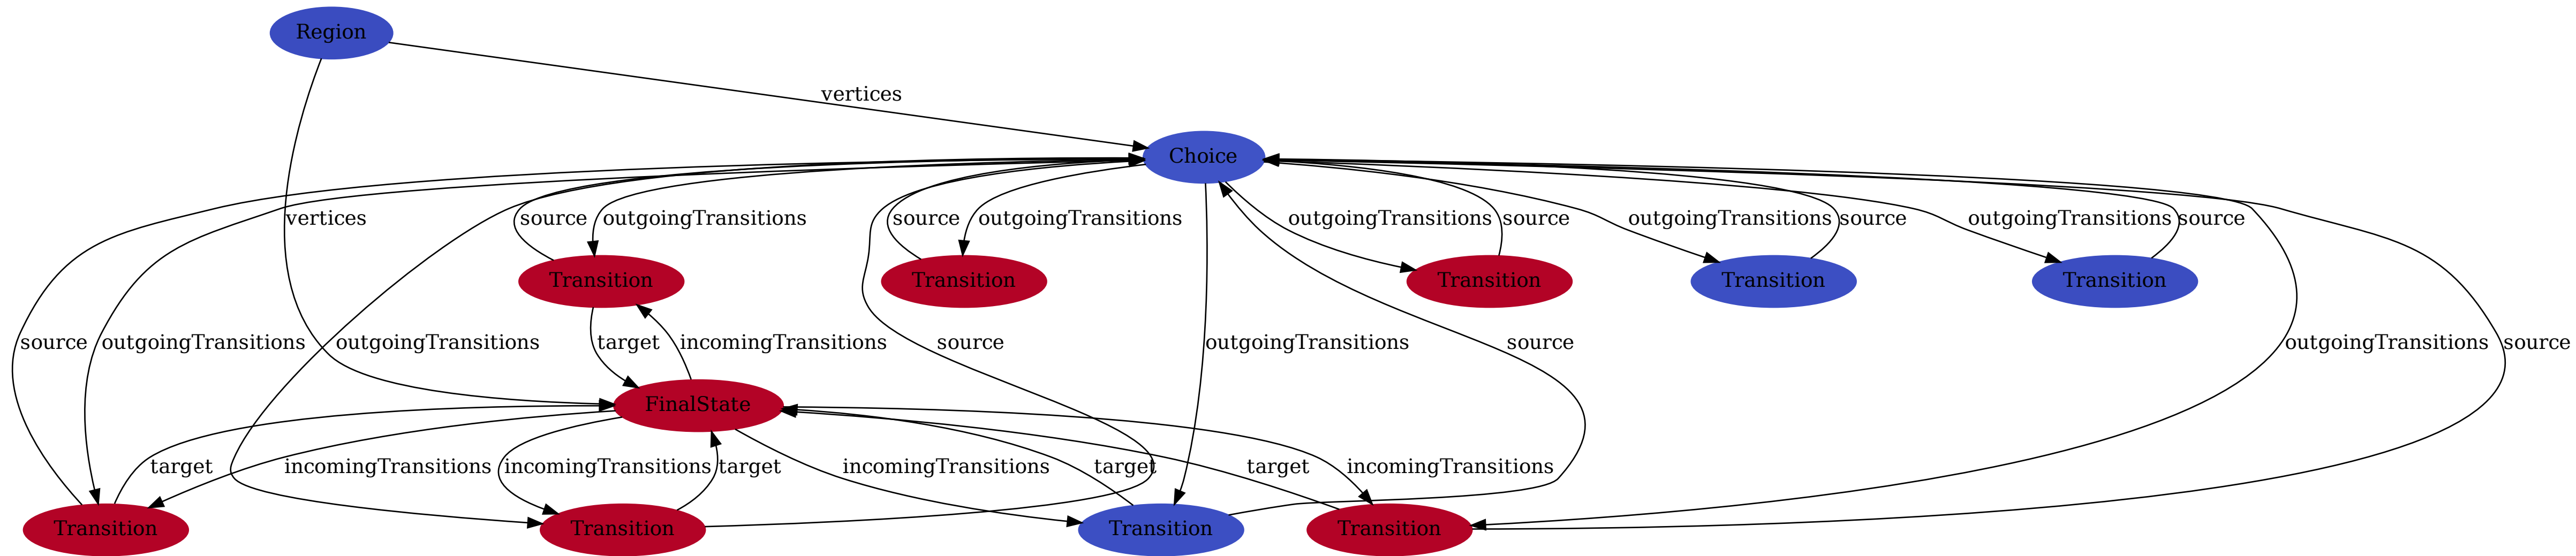 Region
vertices
Choice
vertices
source
outgoingTransitions
source
outgoingTransitions
outgoingTransitions
source
outgoingTransitions
source
outgoingTransitions
source
Transition
Transition
Transition
Transition
Transition
source
outgoingTransitions
outgoingTransitions
target
incomingTransitions
source
outgoingTransitions
source
outgoingTransitions
source
FinalState
target
incomingTransitions
incomingTransitions
target
incomingTransitions
target
target
incomingTransitions
Transition
Transition
Transition
Transition